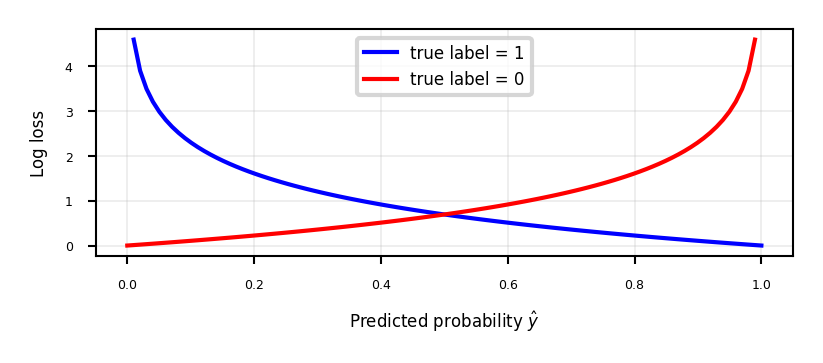 true label = 1
true label = 0
Log loss
4
3
2
1
0
0.0 0.2 0.4 0.6 0.8 1.0
Predicted probability ŷ